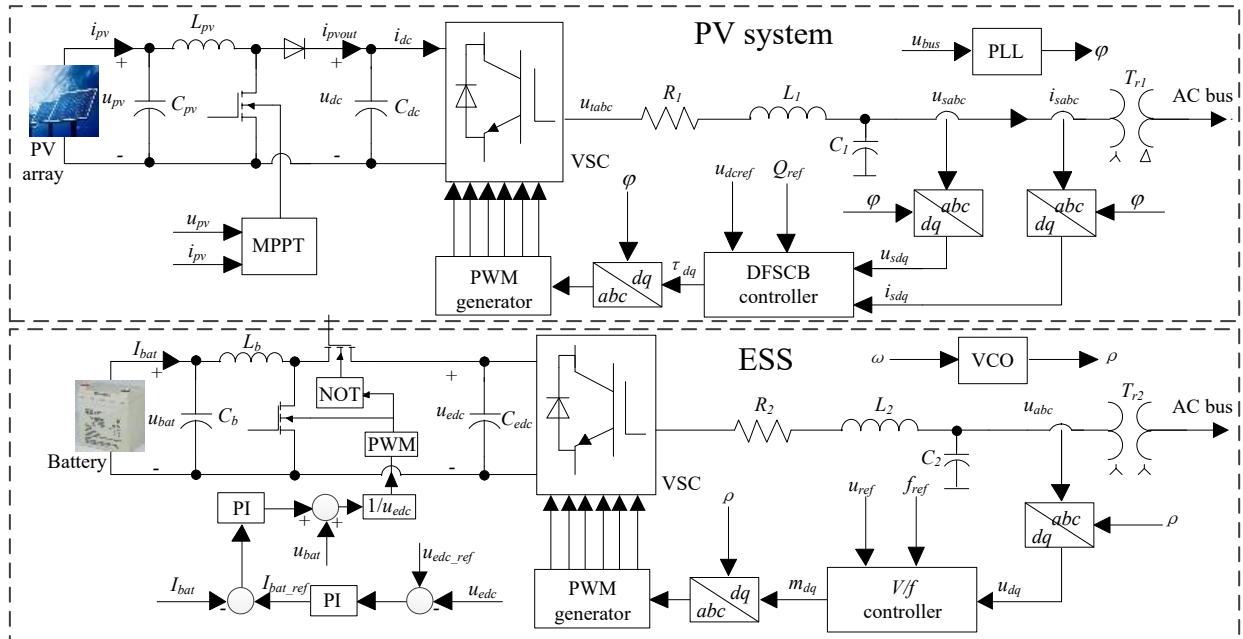 PV system
i_pv
L_pv
i_pvout
i_dc
u_bus
PLL
φ
+
+
u_pv
C_pv
u_dc
C_dc
u_tabc
R_1
L_1
u_sabc
i_sabc
T_r1
AC bus
PV
array
-
-
VSC
C_1
φ
u_dcref
Q_ref
φ
abc
dq
abc
dq
φ
u_pv
i_pv
MPPT
PWM
generator
dq
abc
τ_dq
DFSCB
controller
u_sdq
i_sdq
ESS
I_bat
L_b
+
+
NOT
ω
VCO
ρ
u_bat
C_b
u_edc
C_edc
PWM
R_2
L_2
u_abc
T_r2
AC bus
Battery
-
-
VSC
C_2
PI
+
+
1/u_edc
u_bat
ρ
u_ref
f_ref
abc
dq
ρ
u_edc_ref
I_bat
-
I_bat_ref
PI
-
u_edc
PWM
generator
dq
abc
m_dq
V/f
controller
u_dq